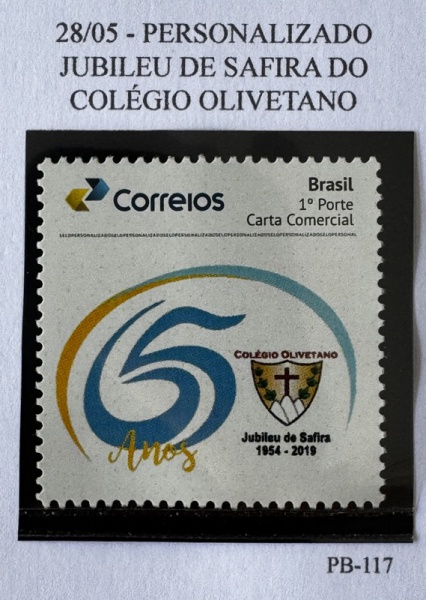 28/05 - PERSONALIZADO
JUBILEU DE SAFIRA DO
COLÉGIO OLIVETANO
Correios
Brasil
1º Porte
Carta Comercial
SELOPERSONALIZADOSELOPERSONALIZADOSELOPERSONALIZADOSELOPERSONAL
65
Anos
COLÉGIO OLIVETANO
Jubileu de Safira
1954 - 2019
PB-117